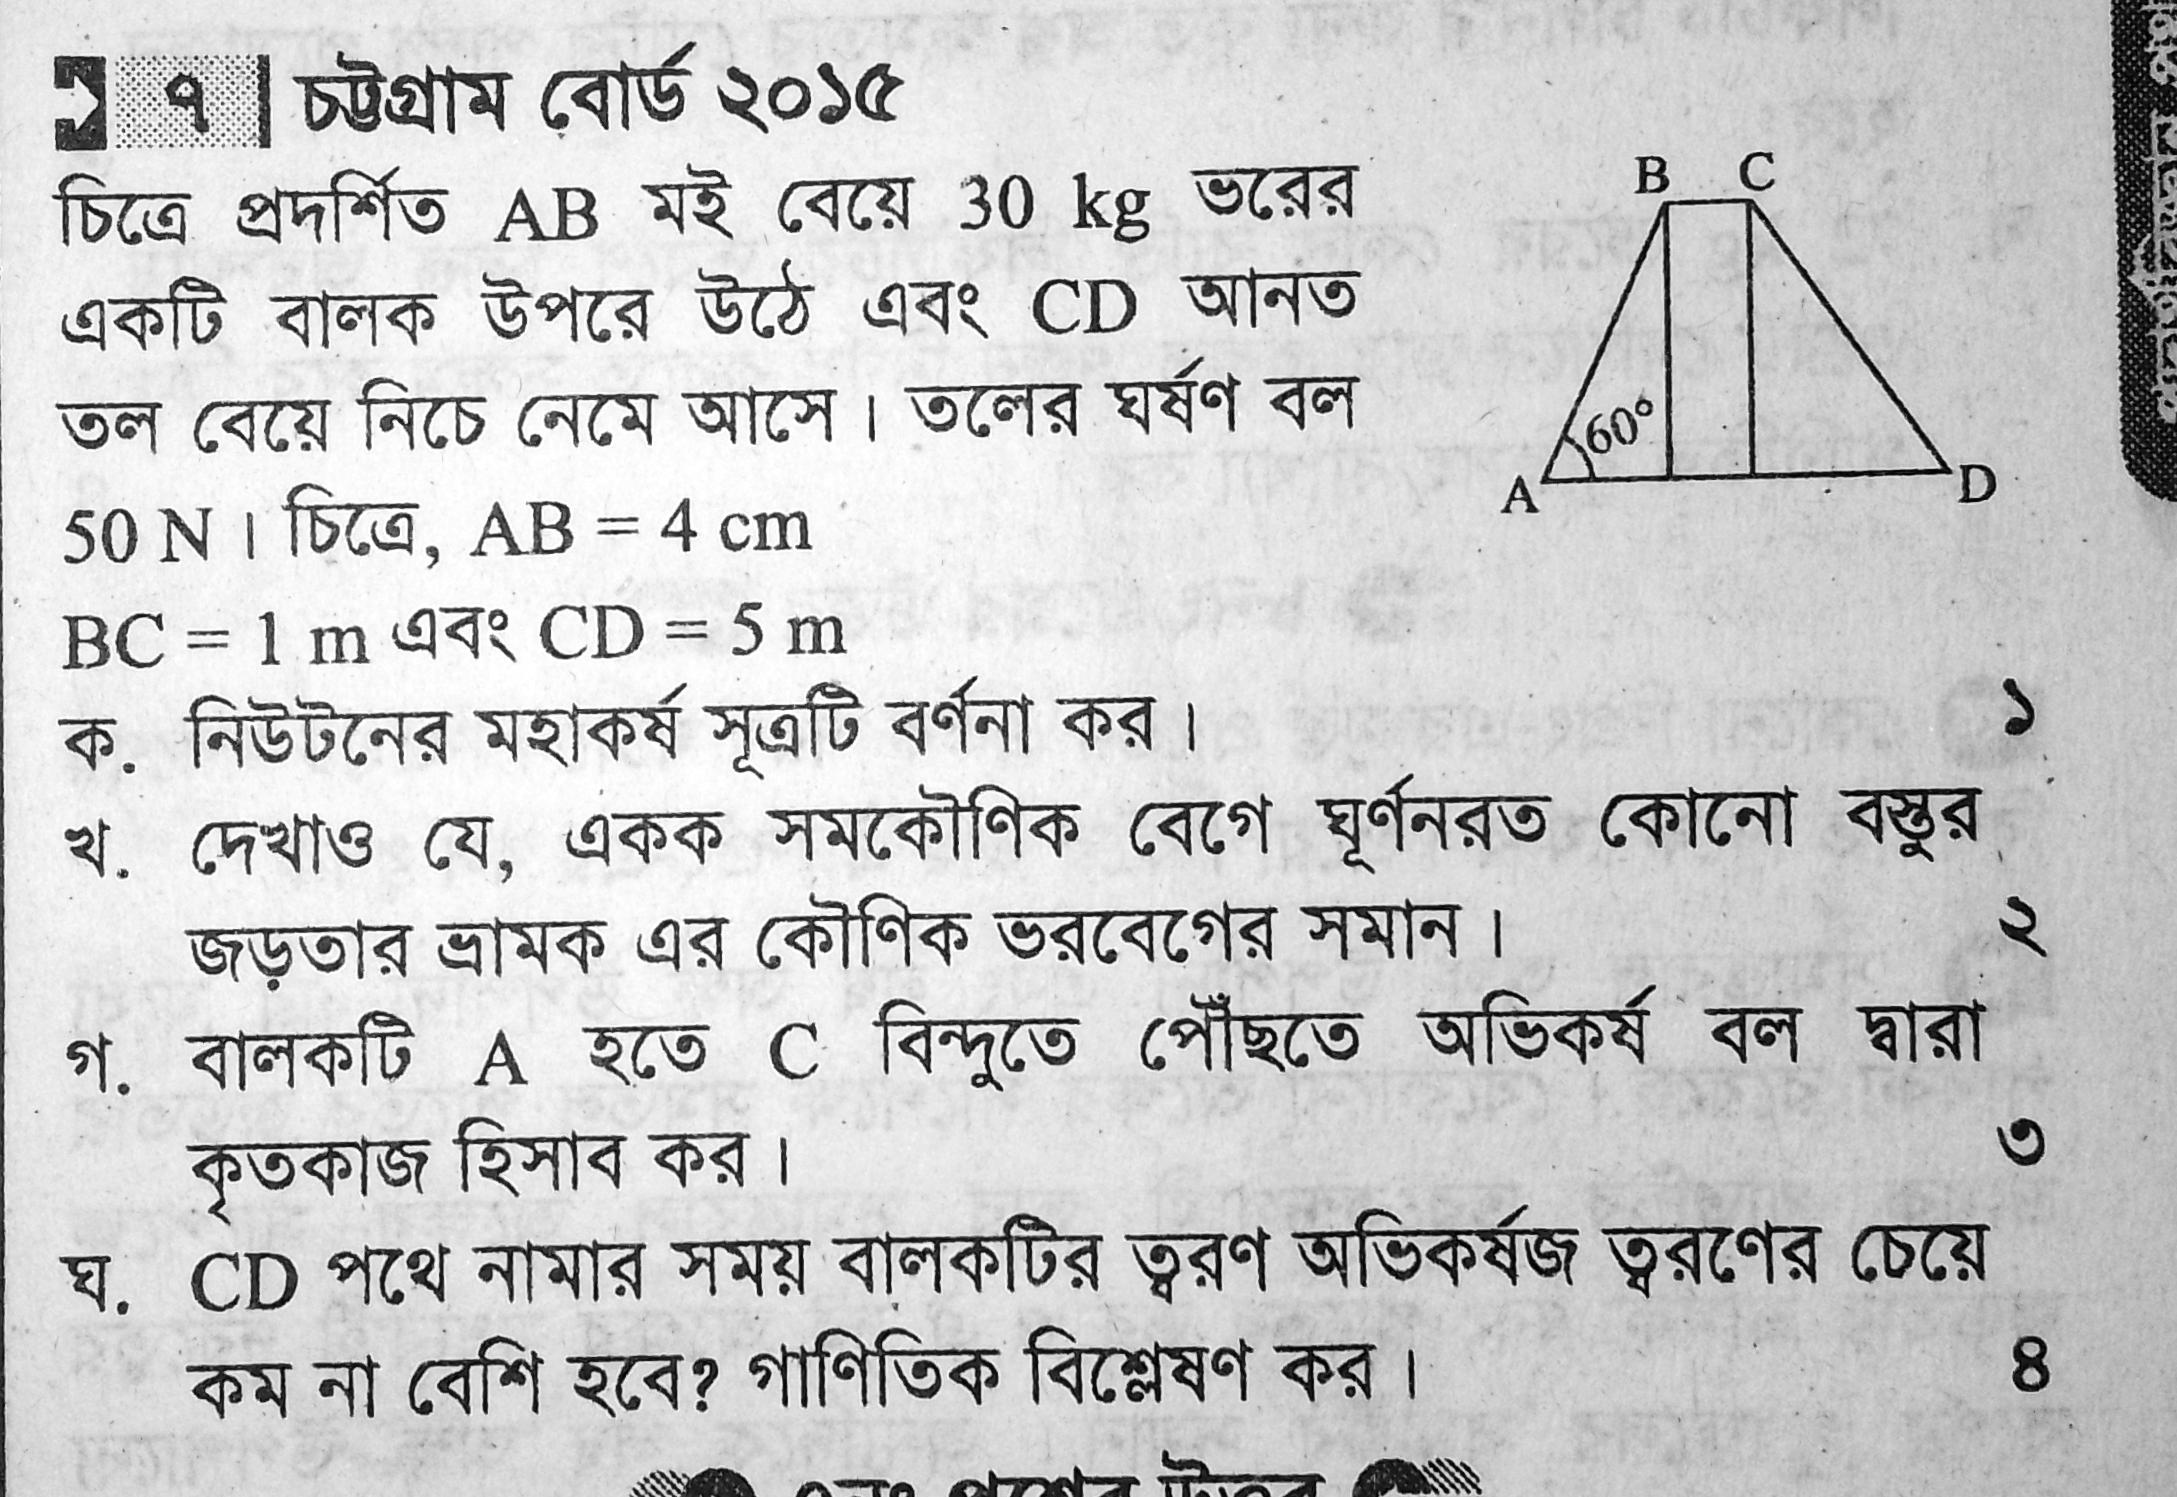 ৭ | চট্টগ্রাম বোর্ড ২০১৫
চিত্রে প্রদর্শিত AB মই বেয়ে 30 kg ভরের
একটি বালক উপরে উঠে এবং CD আনত
তল বেয়ে নিচে নেমে আসে। তলের ঘর্ষণ বল
50 N। চিত্রে, AB = 4 cm
BC = 1 m এবং CD = 5 m
B C
60°
A D
ক. নিউটনের মহাকর্ষ সূত্রটি বর্ণনা কর। ১
খ. দেখাও যে, একক সমকৌণিক বেগে ঘূর্ণনরত কোনো বস্তুর
জড়তার ভ্রামক এর কৌণিক ভরবেগের সমান। ২
গ. বালকটি A হতে C বিন্দুতে পৌঁছতে অভিকর্ষ বল দ্বারা
কৃতকাজ হিসাব কর। ৩
ঘ. CD পথে নামার সময় বালকটির ত্বরণ অভিকর্ষজ ত্বরণের চেয়ে
কম না বেশি হবে? গাণিতিক বিশ্লেষণ কর। ৪